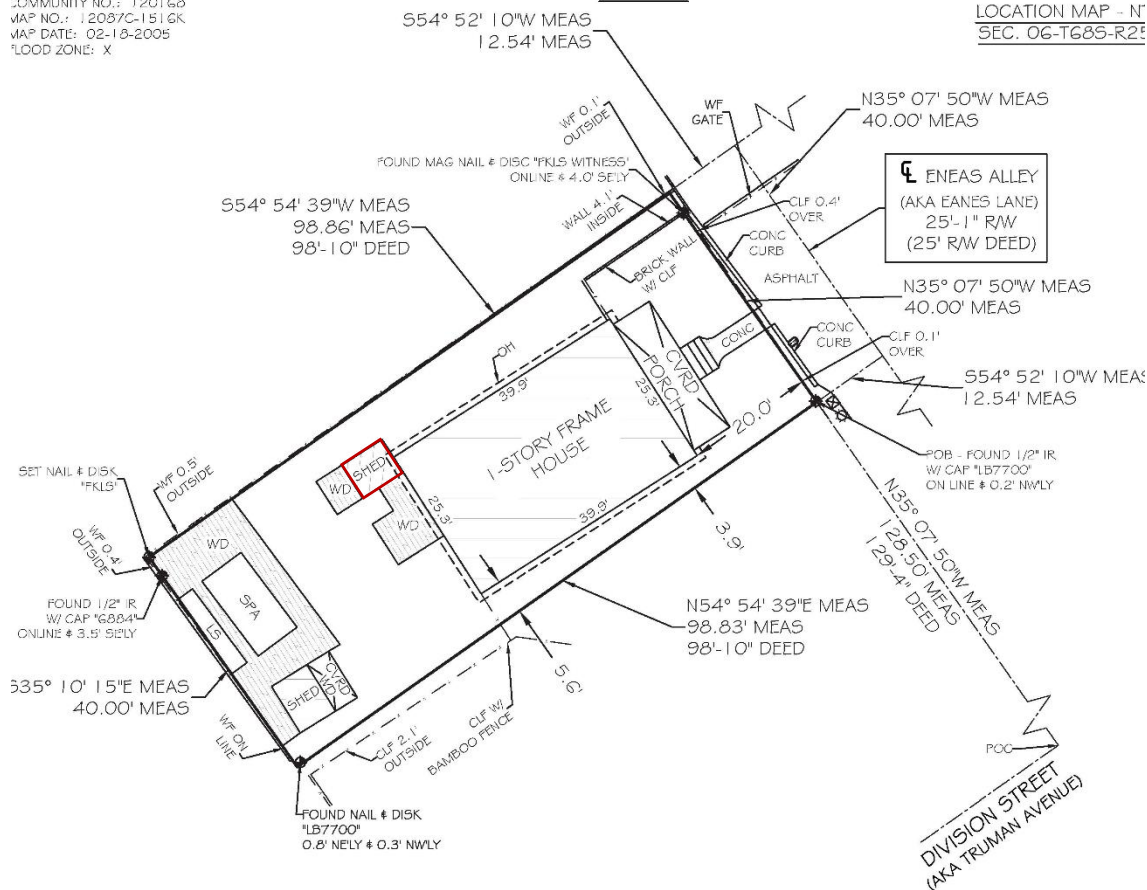 COMMUNITY NO.: 120168
MAP NO.: 12087C-1516K
MAP DATE: 02-18-2005
FLOOD ZONE: X
S54° 52' 10"W MEAS
12.54' MEAS
LOCATION MAP - NT
SEC. 06-T68S-R25
N35° 07' 50"W MEAS
40.00' MEAS
WF
GATE
WF 0.1'
OUTSIDE
FOUND MAG NAIL & DISC "FKLS WITNESS"
ONLINE & 4.0' SE'LY
WALL 4.1'
INSIDE
℄ ENEAS ALLEY
(AKA EANES LANE)
25'-1" R/W
(25' R/W DEED)
S54° 54' 39"W MEAS
98.86' MEAS
98'-10" DEED
CLF 0.4'
OVER
CONC
CURB
ASPHALT
BRICK WALL
W/ CLF
N35° 07' 50"W MEAS
40.00' MEAS
CONC
CONC
CURB
CLF 0.1'
OVER
OH
39.9'
CVRD
PORCH
25.3'
S54° 52' 10"W MEAS
12.54' MEAS
1-STORY FRAME
HOUSE
20.0'
POB - FOUND 1/2" IR
W/ CAP "LB7700"
ON LINE & 0.2' NW'LY
SHED
WD
WD
25.3'
39.9'
SET NAIL & DISK
"FKLS"
WF 0.5'
OUTSIDE
WF 0.4'
OUTSIDE
WD
3.9'
N35° 07' 50"W MEAS
128.50' MEAS
129'-4" DEED
FOUND 1/2" IR
W/ CAP "6884"
ONLINE & 3.5' SE'LY
SPA
LS
N54° 54' 39"E MEAS
98.83' MEAS
98'-10" DEED
5.6'
S35° 10' 15"E MEAS
40.00' MEAS
SHED
CVRD
WD
WF ON
LINE
CLF 2.1'
OUTSIDE
CLF W/
BAMBOO FENCE
POC
FOUND NAIL & DISK
"LB7700"
0.8' NE'LY & 0.3' NW'LY
DIVISION STREET
(AKA TRUMAN AVENUE)